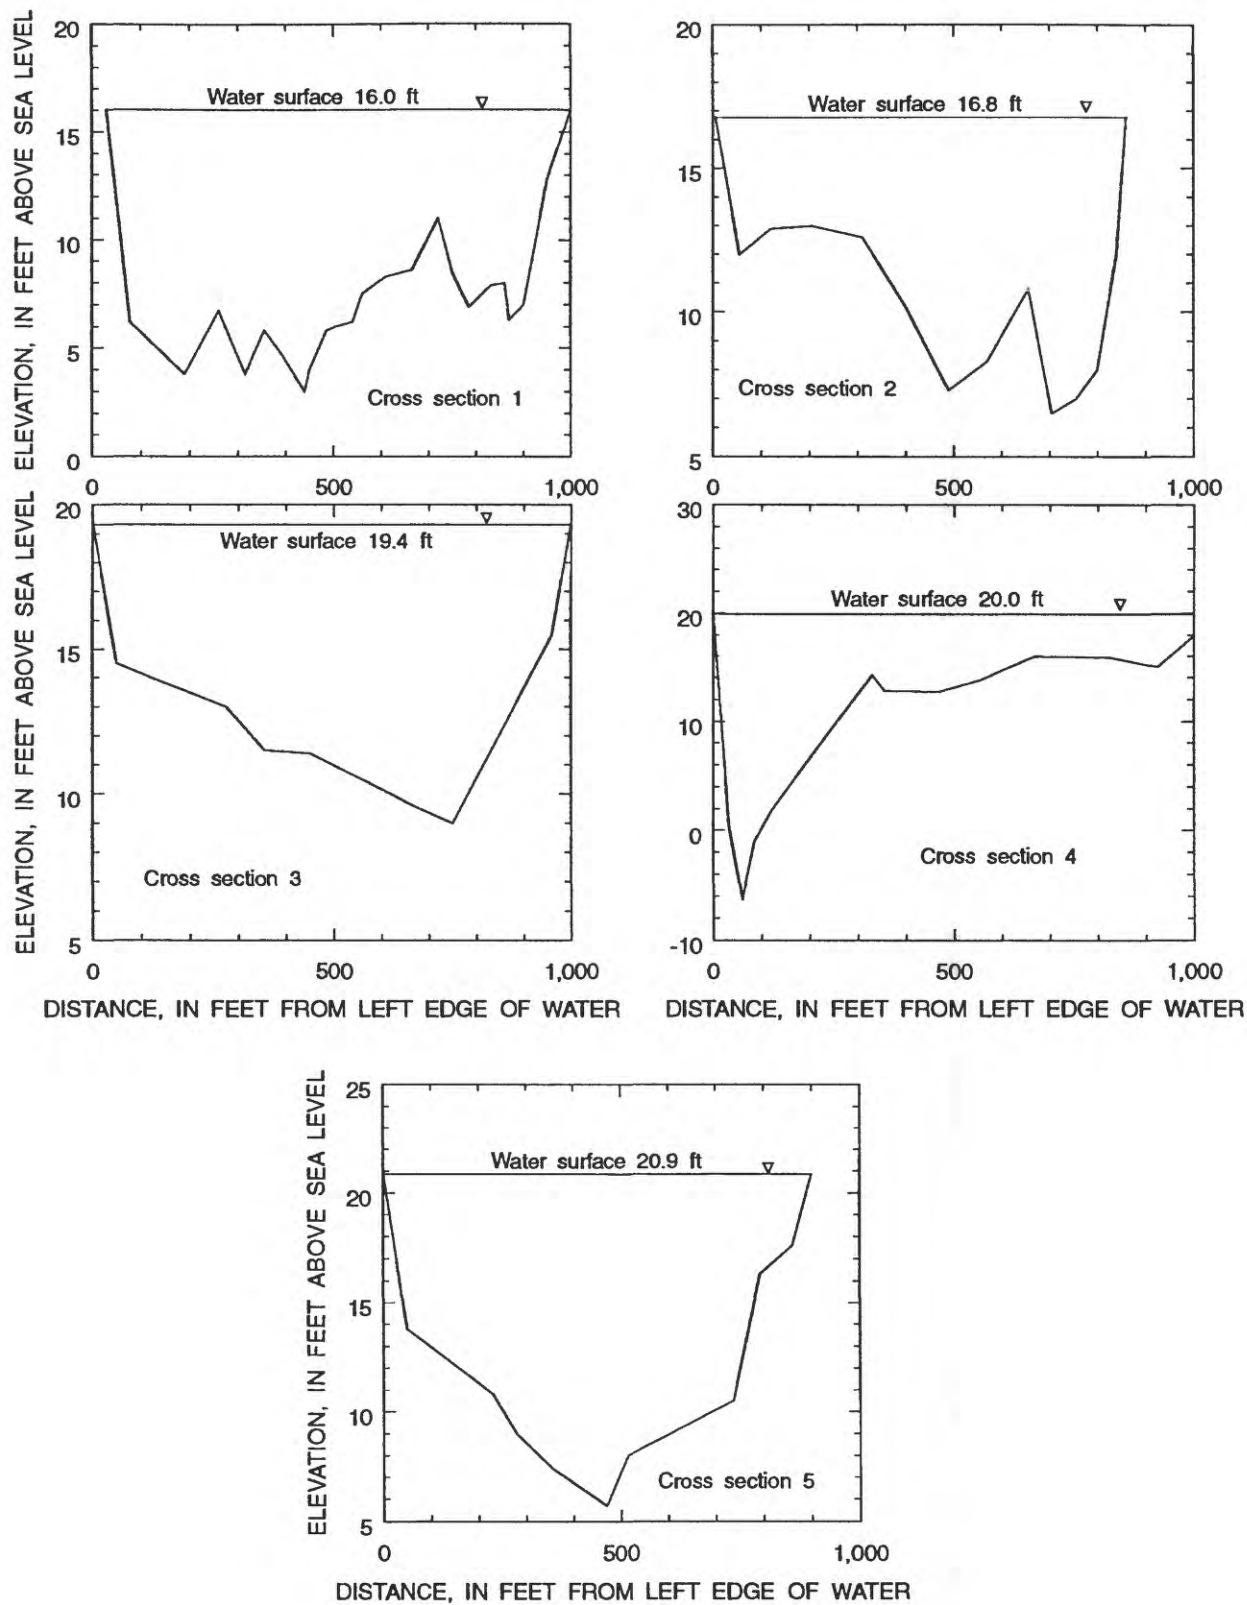 ELEVATION, IN FEET ABOVE SEA LEVEL
20
15
10
5
0
Water surface 16.0 ft
Cross section 1
0 500 1,000
20
15
10
5
Water surface 16.8 ft
Cross section 2
0 500 1,000
ELEVATION, IN FEET ABOVE SEA LEVEL
20
15
10
5
Water surface 19.4 ft
Cross section 3
0 500 1,000
DISTANCE, IN FEET FROM LEFT EDGE OF WATER
30
20
10
0
-10
Water surface 20.0 ft
Cross section 4
0 500 1,000
DISTANCE, IN FEET FROM LEFT EDGE OF WATER
ELEVATION, IN FEET ABOVE SEA LEVEL
25
20
15
10
5
Water surface 20.9 ft
Cross section 5
0 500 1,000
DISTANCE, IN FEET FROM LEFT EDGE OF WATER